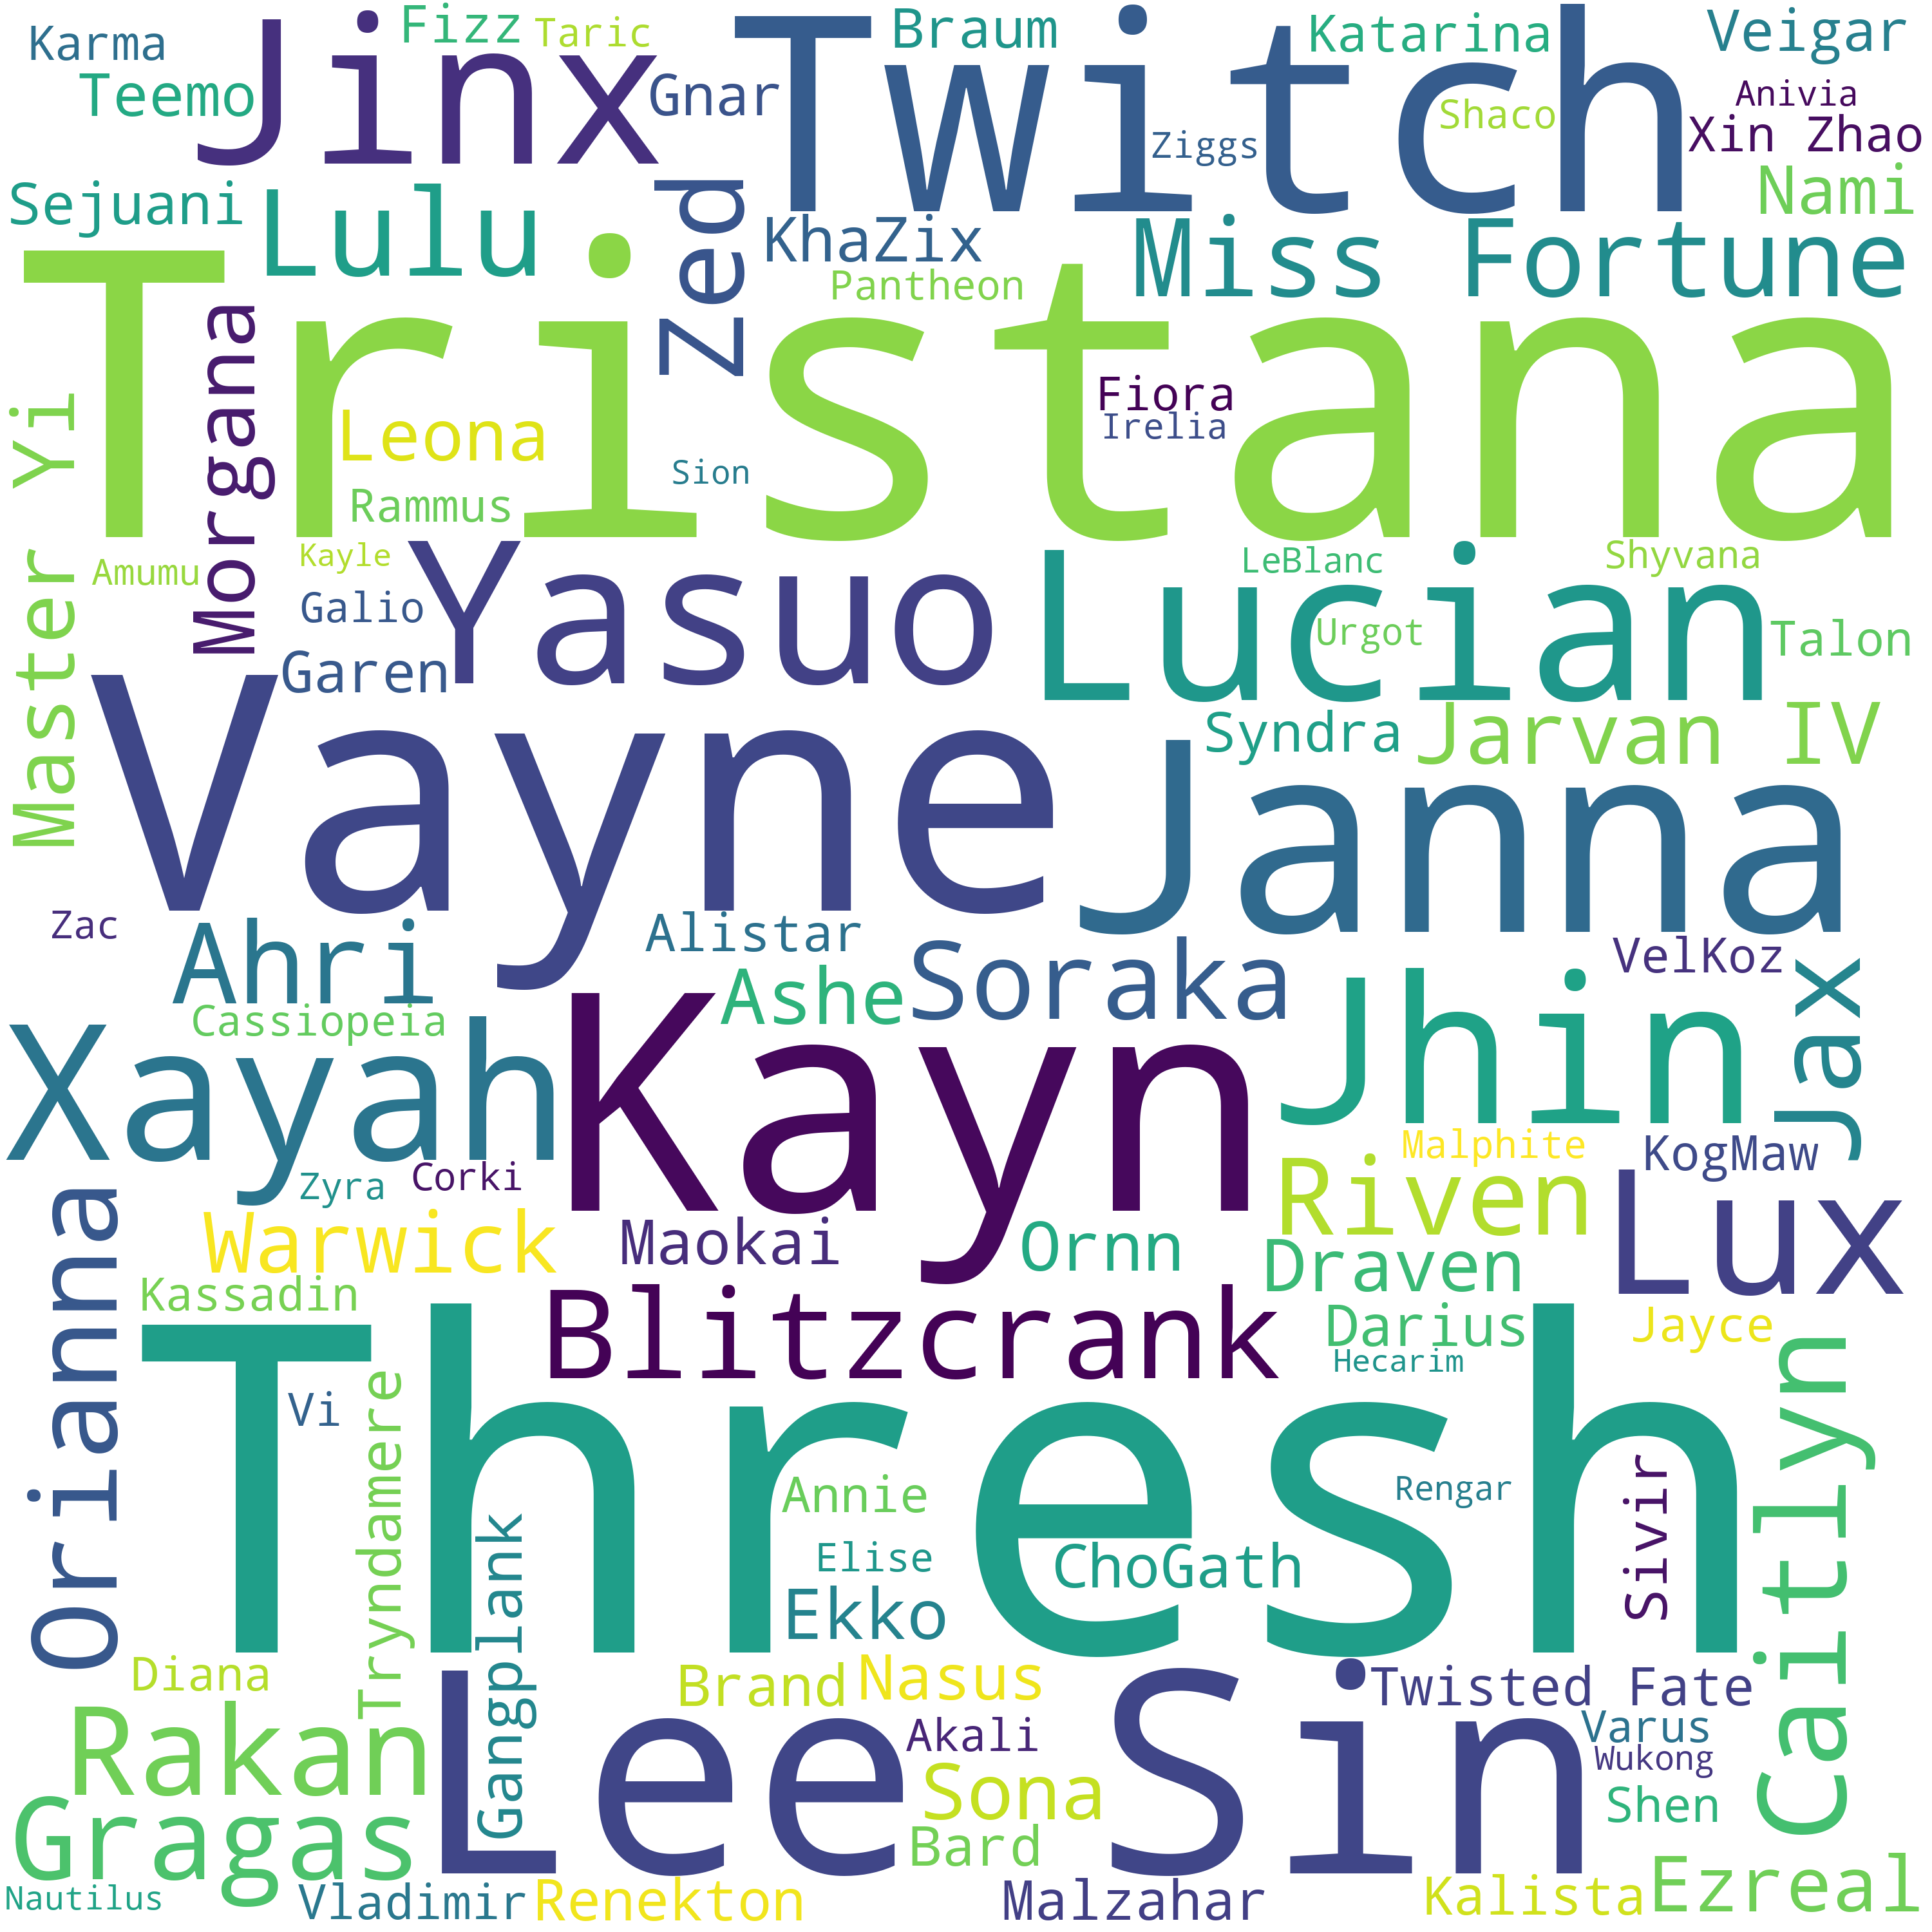 Karma
Fizz
Taric
Braum
Katarina
Veigar
Teemo
Jinx
Gnar
Twitch
Ziggs
Shaco
Anivia
Xin Zhao
Sejuani
Lulu
Zed
KhaZix
Pantheon
Miss Fortune
Nami
Tristana
Morgana
Master Yi
Leona
Rammus
Sion
Fiora
Irelia
Amumu
Kayle
Galio
Garen
Yasuo
Lucian
LeBlanc
Urgot
Shyvana
Talon
Vayne
Syndra
Jarvan IV
Janna
Zac
Ahri
Alistar
Ashe
Soraka
VelKoz
Jax
Cassiopeia
Xayah
Kayn
Jhin
Zyra
Corki
Malphite
KogMaw
Warwick
Maokai
Ornn
Riven
Draven
Lux
Orianna
Kassadin
Blitzcrank
Darius
Hecarim
Jayce
Thresh
Vi
Tryndamere
Gangplank
Annie
Elise
Ekko
ChoGath
Rengar
Sivir
Caitlyn
Diana
Rakan
Lee Sin
Brand
Nasus
Akali
Sona
Bard
Twisted Fate
Varus
Wukong
Shen
Gragas
Nautilus
Vladimir
Renekton
Malzahar
Kalista
Ezreal